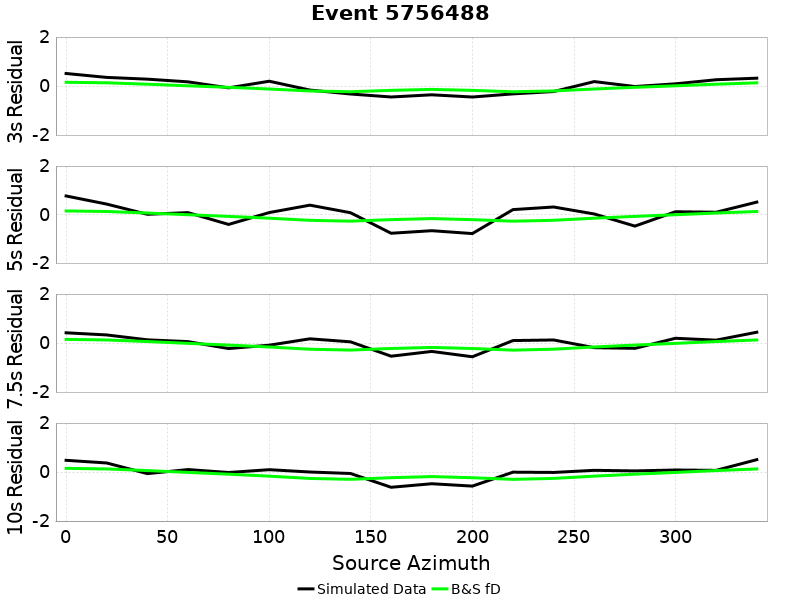 Event 5756488
3s Residual
2
0
-2
5s Residual
2
0
-2
7.5s Residual
2
0
-2
10s Residual
2
0
-2
0 50 100 150 200 250 300
Source Azimuth
Simulated Data B&S fD